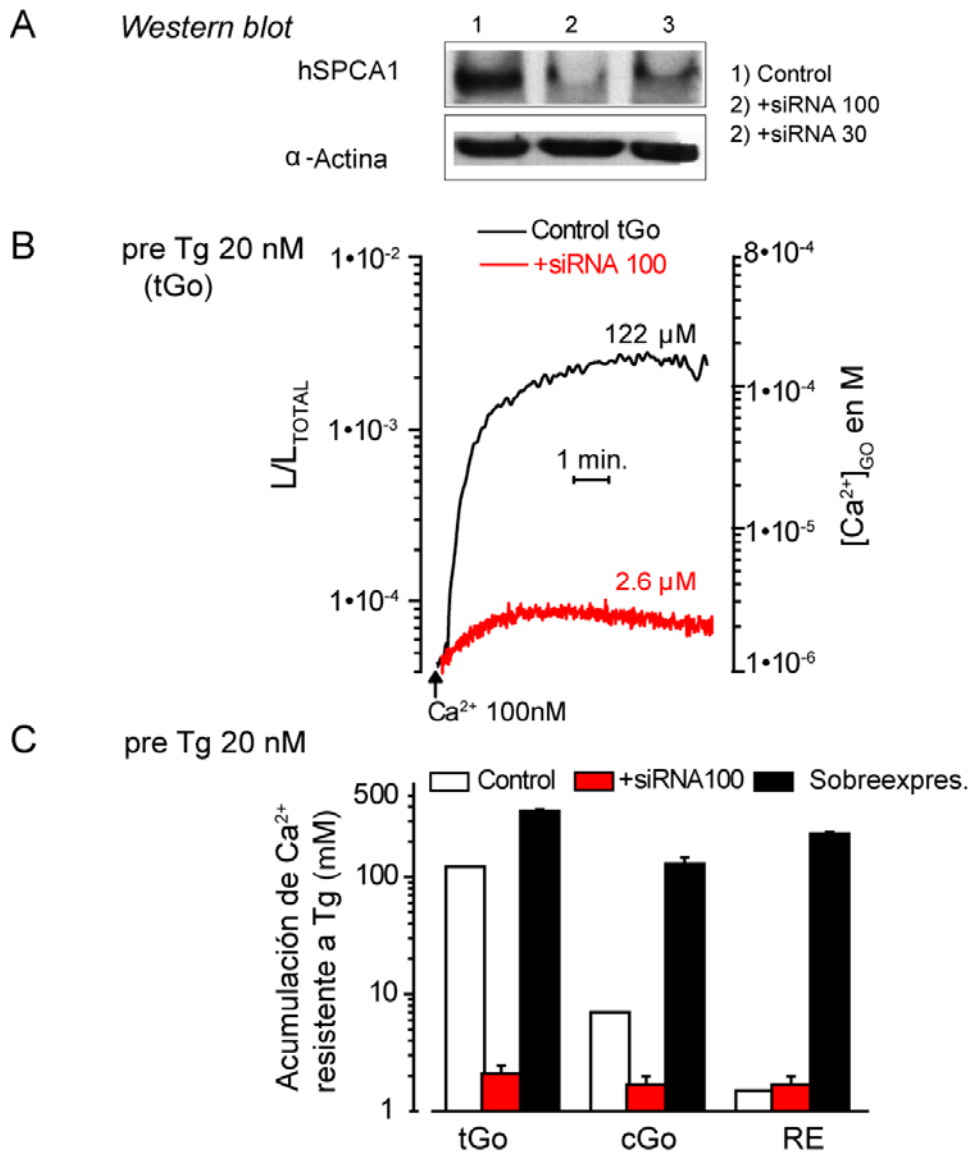 A
Western blot
1 2 3
hSPCA1
α-Actina
1) Control
2) +siRNA 100
2) +siRNA 30
B
pre Tg 20 nM
(tGo)
Control tGo
+siRNA 100
1•10⁻²
1•10⁻³
1•10⁻⁴
L/L_TOTAL
122 µM
1 min.
2.6 µM
8•10⁻⁴
1•10⁻⁴
1•10⁻⁵
1•10⁻⁶
[Ca²⁺]_GO en M
Ca²⁺ 100nM
C
pre Tg 20 nM
Control +siRNA100 Sobreexpres.
Acumulación de Ca²⁺
resistente a Tg (mM)
500
100
10
1
tGo cGo RE